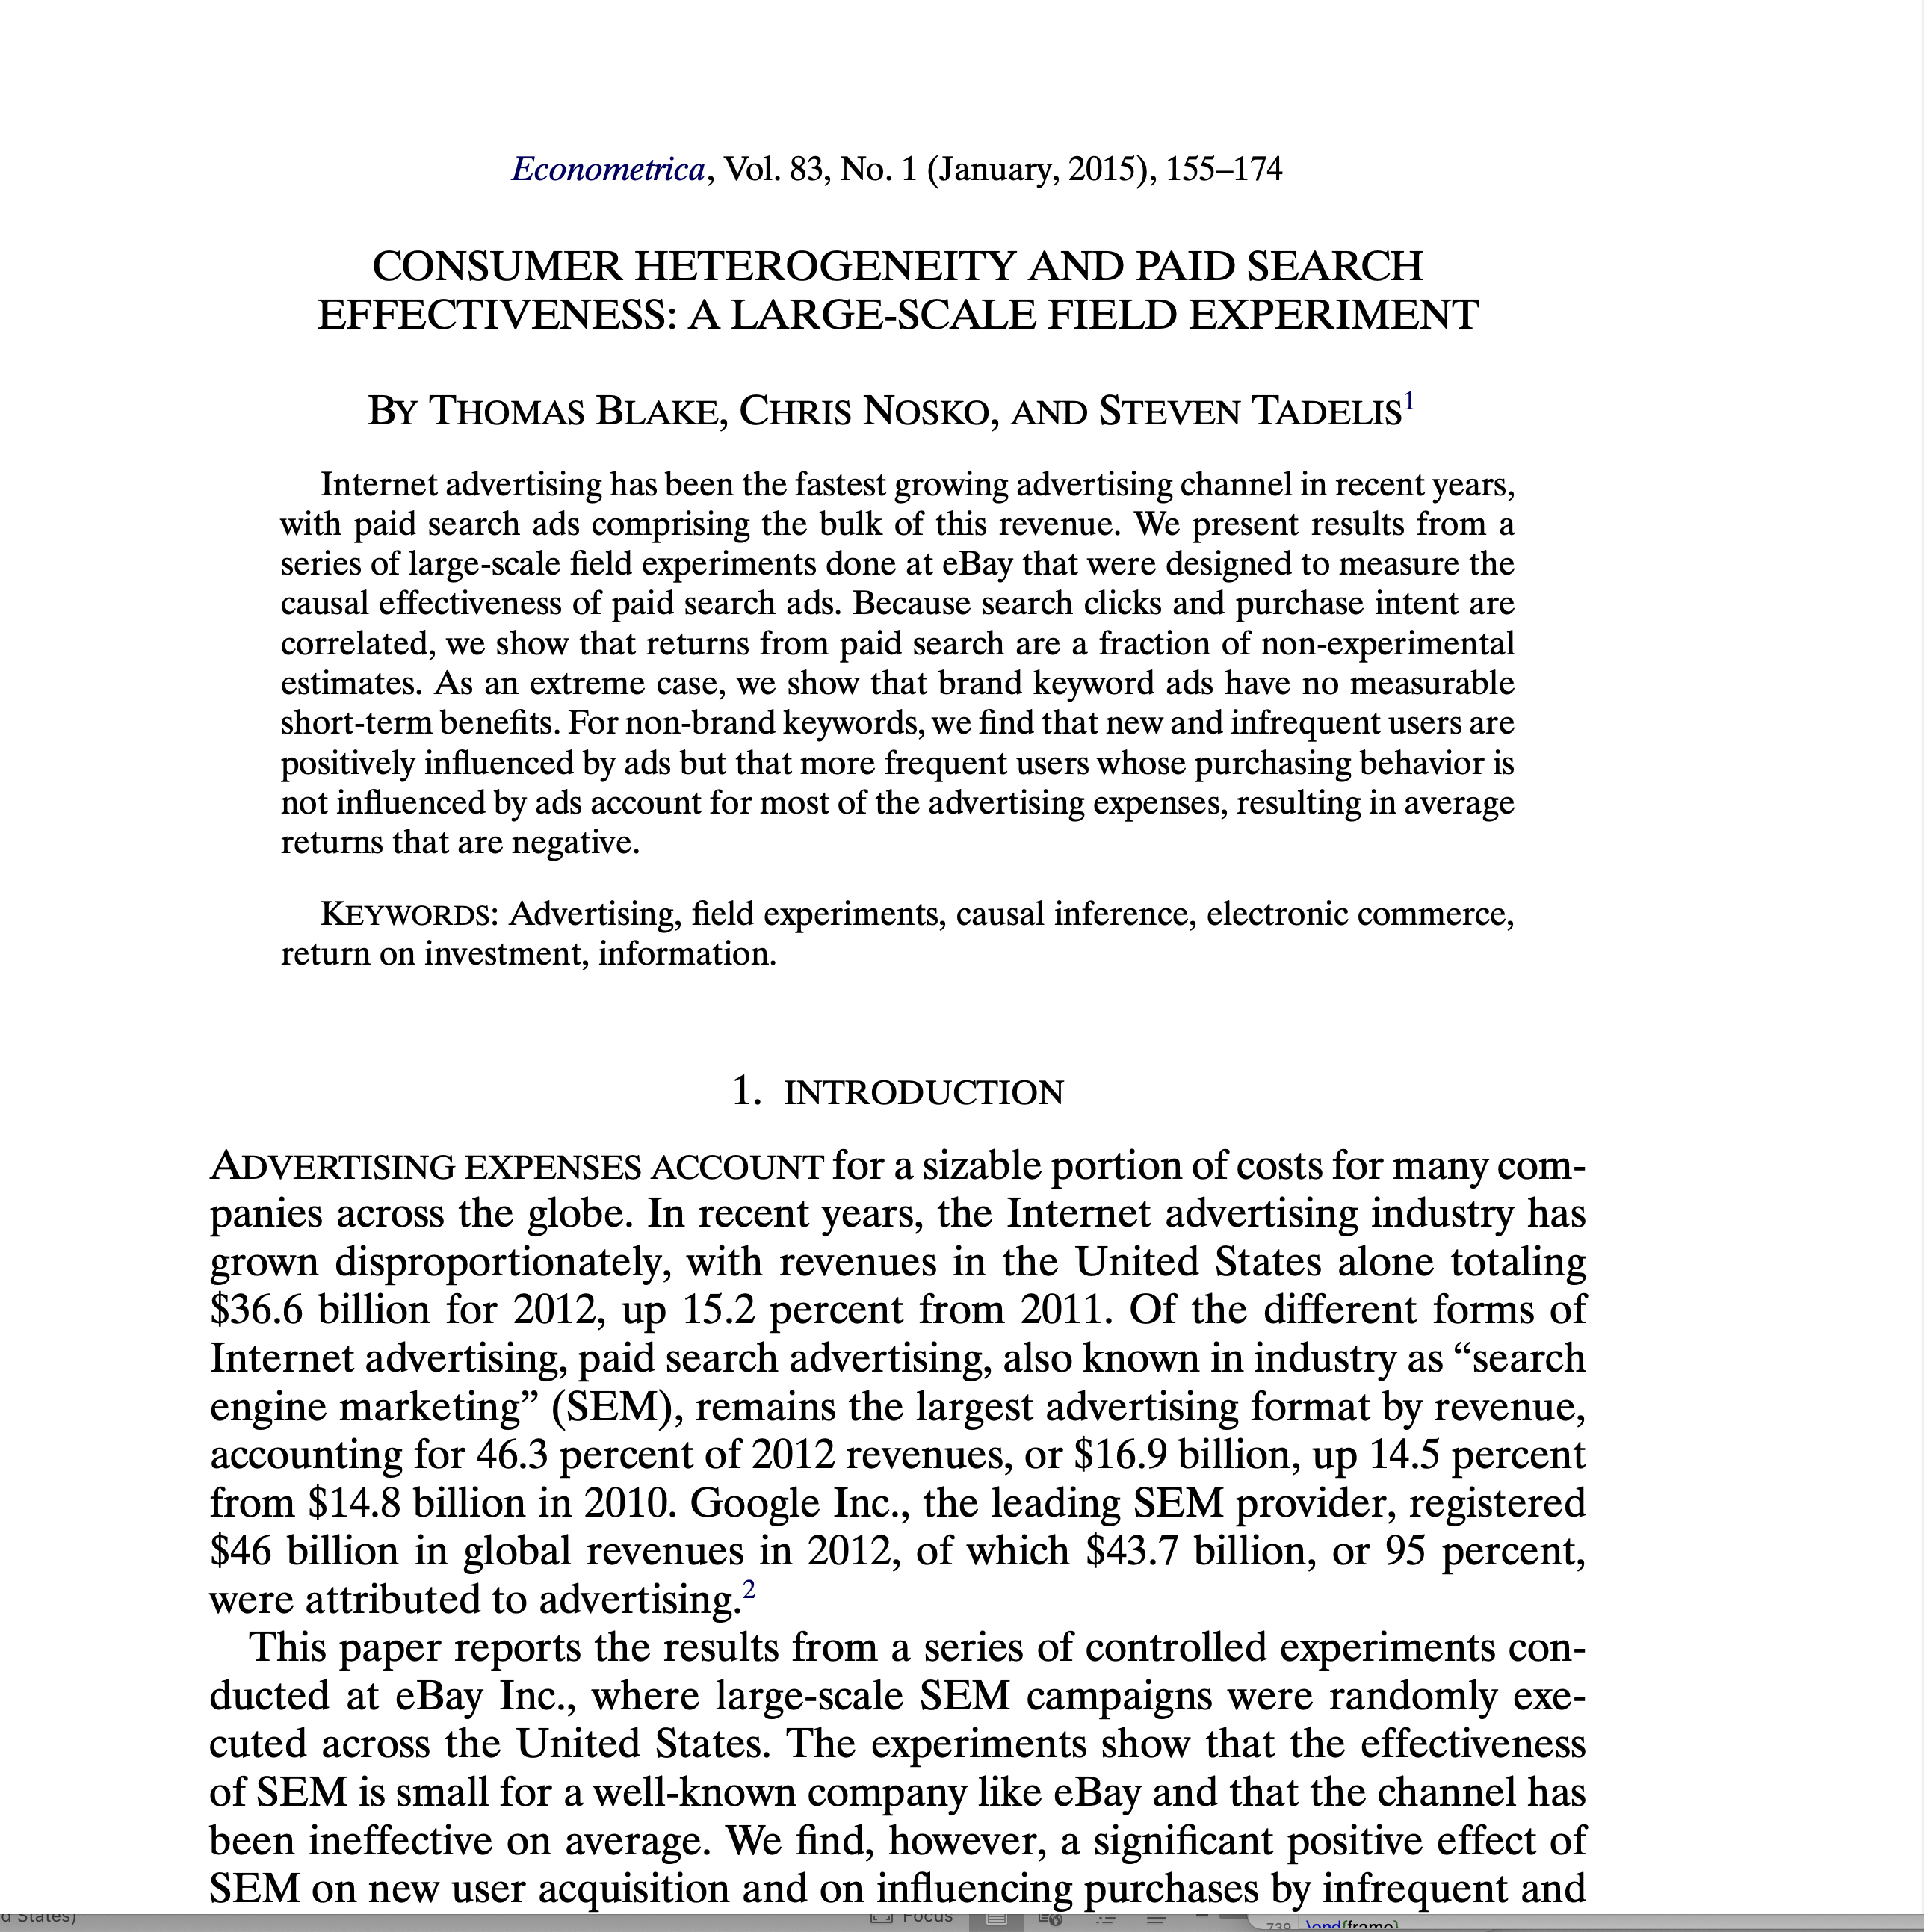 Econometrica, Vol. 83, No. 1 (January, 2015), 155–174
CONSUMER HETEROGENEITY AND PAID SEARCH
EFFECTIVENESS: A LARGE-SCALE FIELD EXPERIMENT
BY THOMAS BLAKE, CHRIS NOSKO, AND STEVEN TADELIS1
Internet advertising has been the fastest growing advertising channel in recent years,
with paid search ads comprising the bulk of this revenue. We present results from a
series of large-scale field experiments done at eBay that were designed to measure the
causal effectiveness of paid search ads. Because search clicks and purchase intent are
correlated, we show that returns from paid search are a fraction of non-experimental
estimates. As an extreme case, we show that brand keyword ads have no measurable
short-term benefits. For non-brand keywords, we find that new and infrequent users are
positively influenced by ads but that more frequent users whose purchasing behavior is
not influenced by ads account for most of the advertising expenses, resulting in average
returns that are negative.
KEYWORDS: Advertising, field experiments, causal inference, electronic commerce,
return on investment, information.
1. INTRODUCTION
ADVERTISING EXPENSES ACCOUNT for a sizable portion of costs for many com-
panies across the globe. In recent years, the Internet advertising industry has
grown disproportionately, with revenues in the United States alone totaling
$36.6 billion for 2012, up 15.2 percent from 2011. Of the different forms of
Internet advertising, paid search advertising, also known in industry as “search
engine marketing” (SEM), remains the largest advertising format by revenue,
accounting for 46.3 percent of 2012 revenues, or $16.9 billion, up 14.5 percent
from $14.8 billion in 2010. Google Inc., the leading SEM provider, registered
$46 billion in global revenues in 2012, of which $43.7 billion, or 95 percent,
were attributed to advertising.2
This paper reports the results from a series of controlled experiments con-
ducted at eBay Inc., where large-scale SEM campaigns were randomly exe-
cuted across the United States. The experiments show that the effectiveness
of SEM is small for a well-known company like eBay and that the channel has
been ineffective on average. We find, however, a significant positive effect of
SEM on new user acquisition and on influencing purchases by infrequent and
d States)
Focus
739 \end{frame}